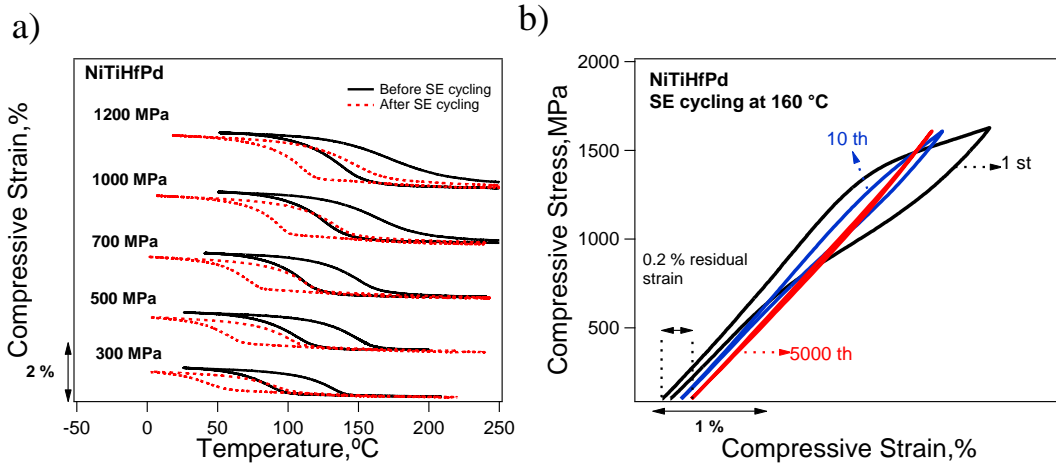 a)
NiTiHfPd
Before SE cycling
After SE cycling
1200 MPa
1000 MPa
700 MPa
500 MPa
300 MPa
2 %
Compressive Strain,%
-50 0 50 100 150 200 250
Temperature,ºC
b)
NiTiHfPd
SE cycling at 160 °C
10 th
1 st
0.2 % residual
strain
5000 th
1 %
2000
1500
1000
500
Compressive Stress,MPa
Compressive Strain,%